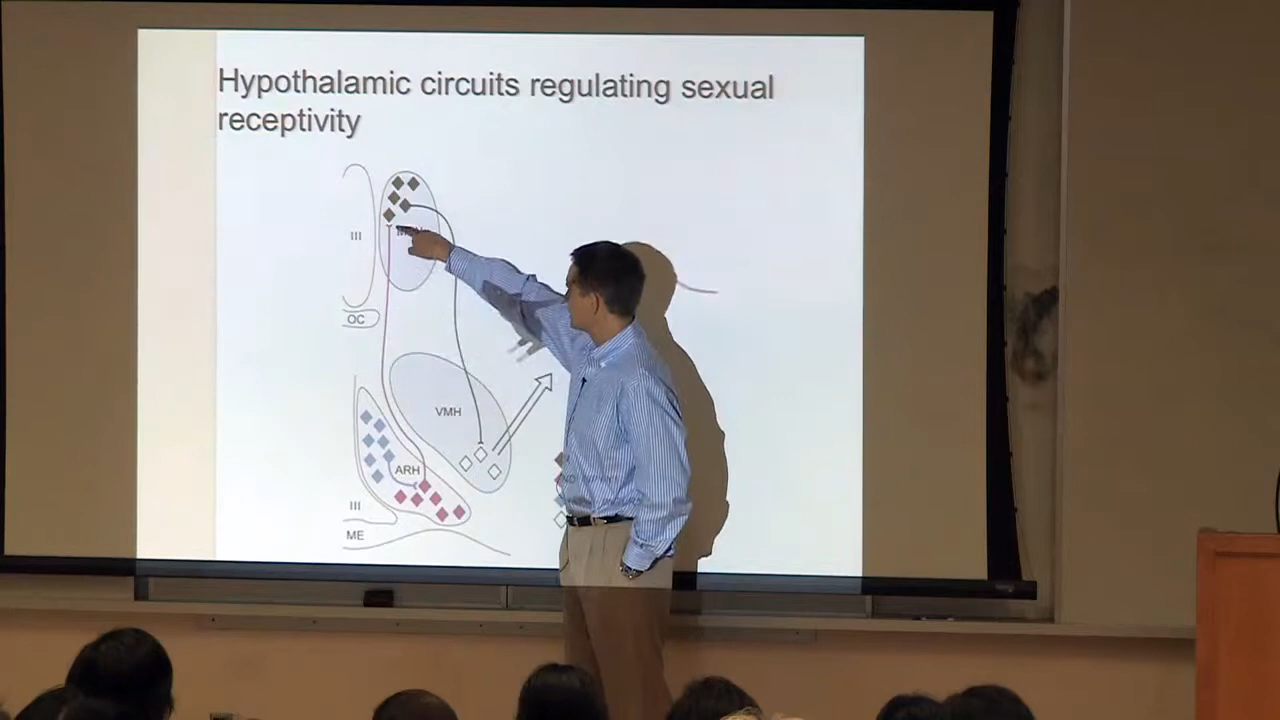 Hypothalamic circuits regulating sexual
receptivity
III
OC
VMH
ARH
III
ME